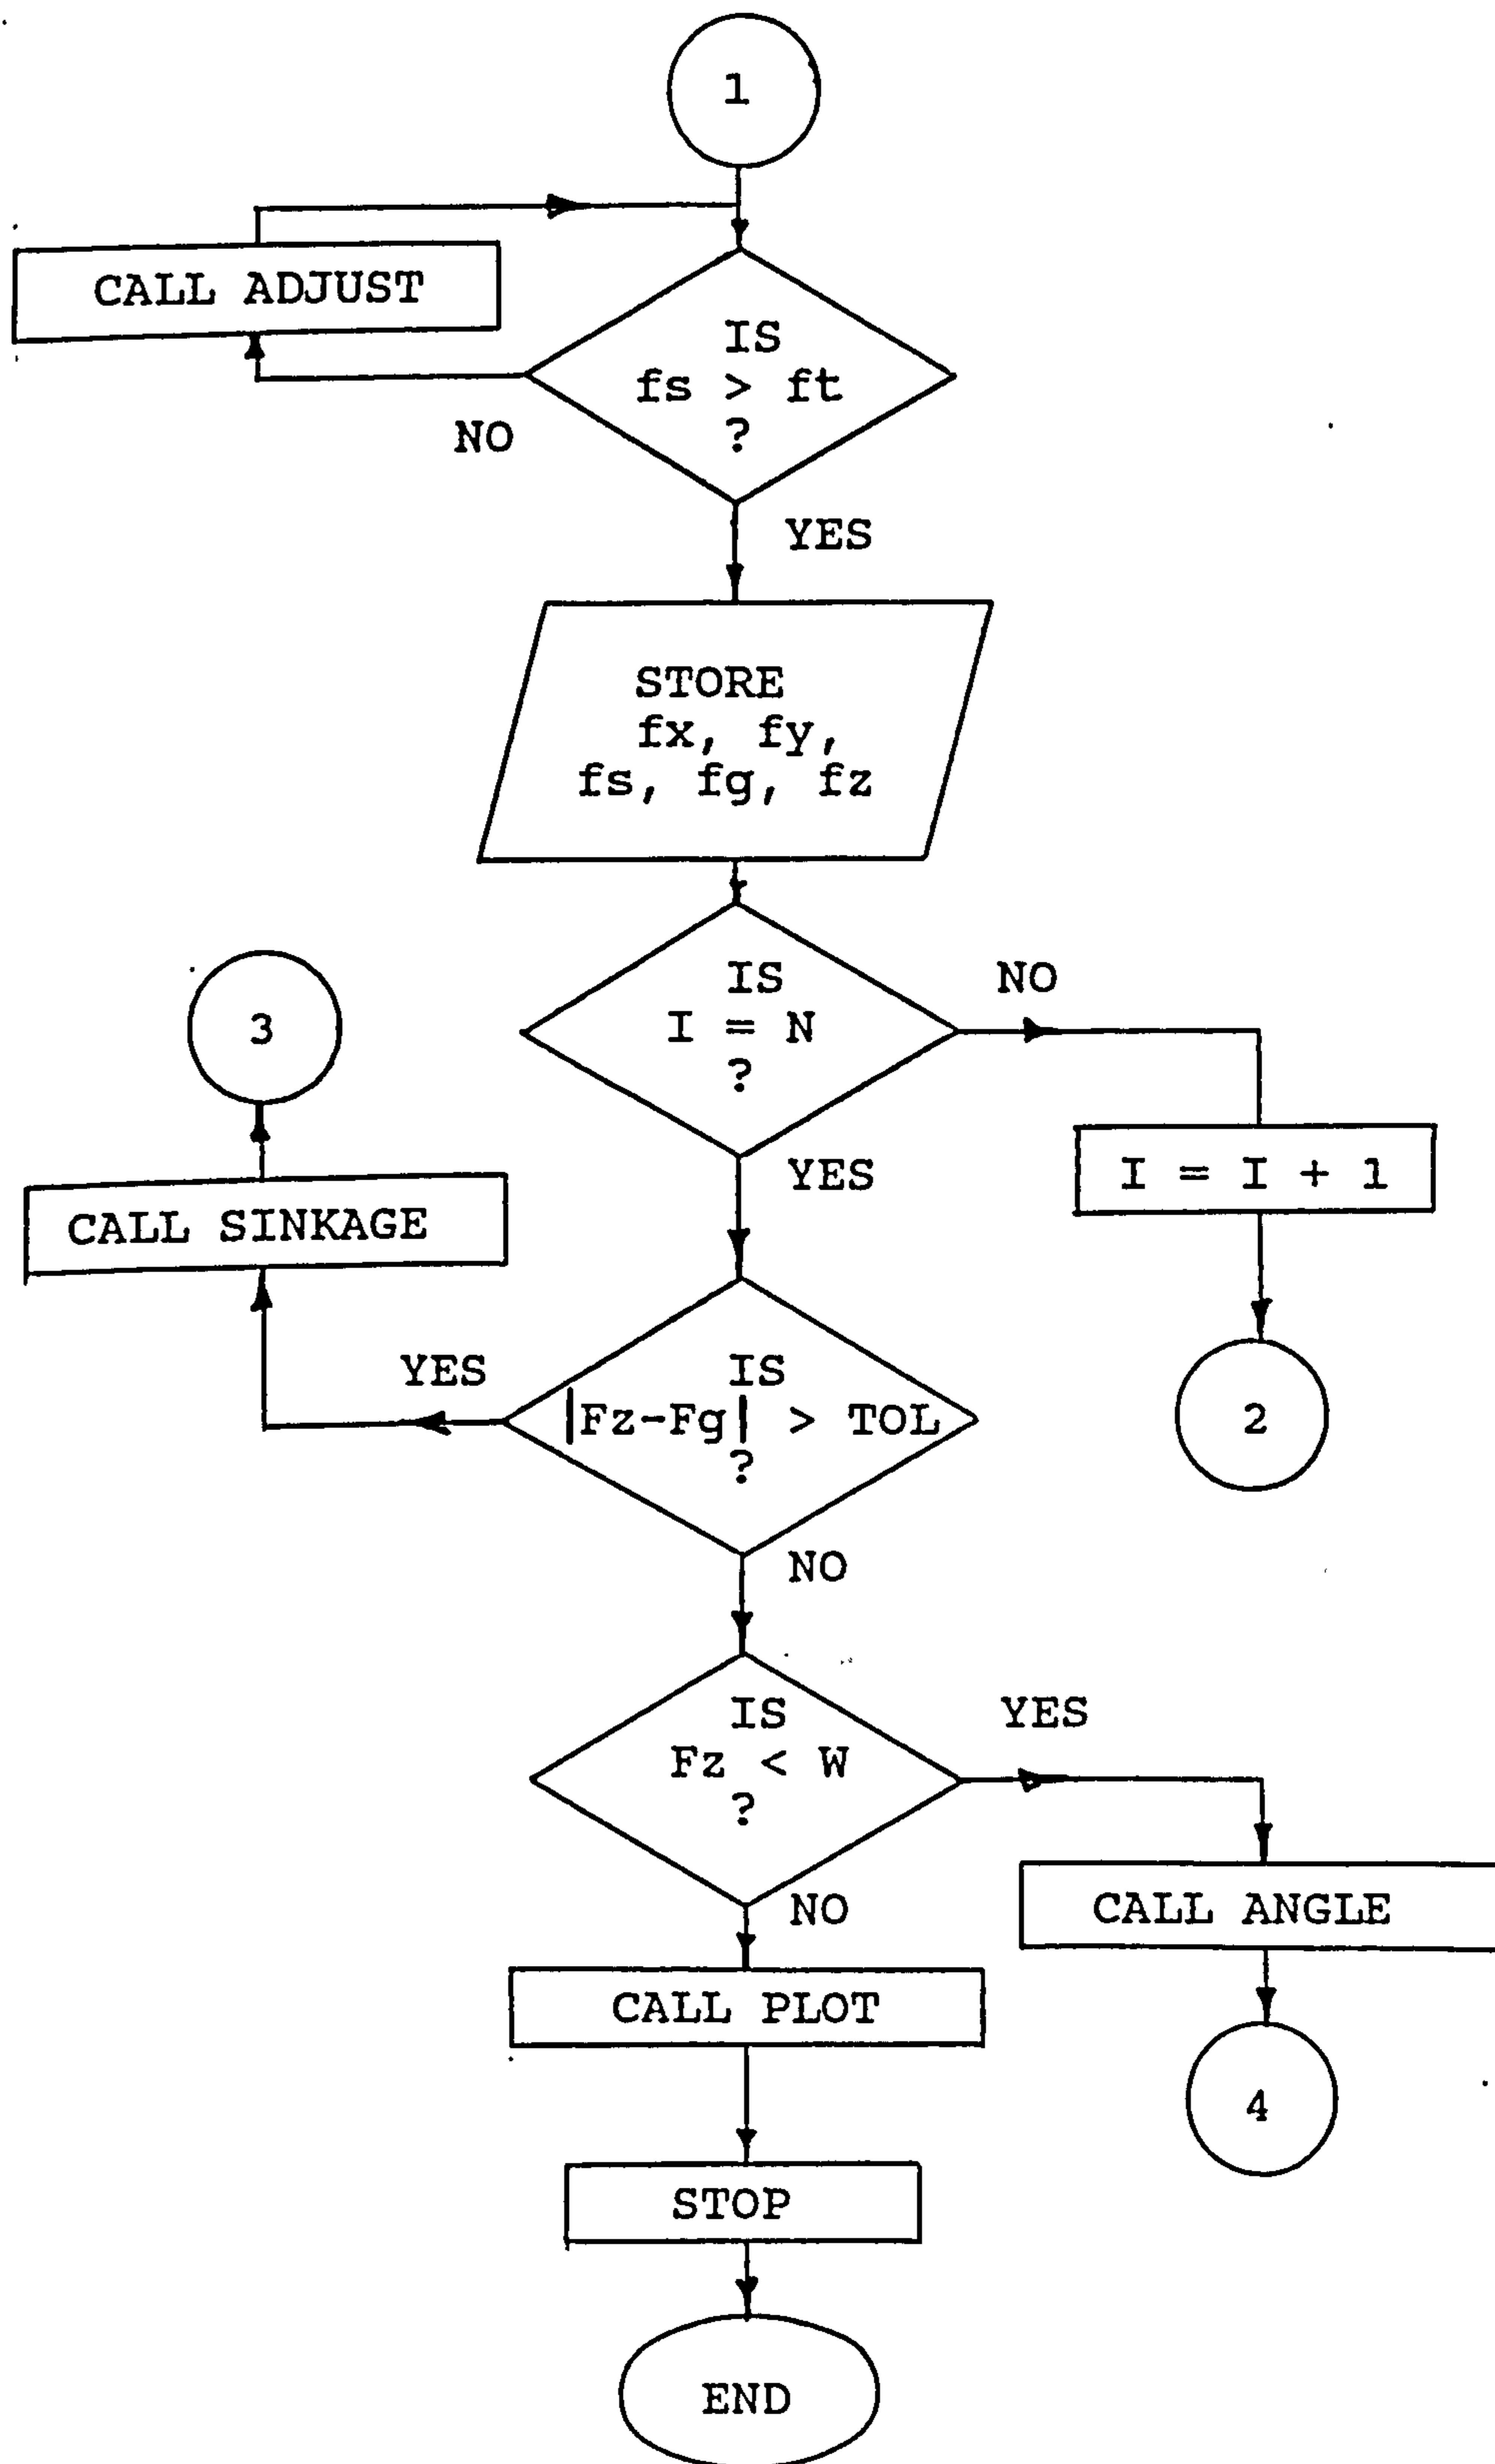 1
CALL ADJUST
IS
fs > ft
?
NO
YES
STORE
fx, fy,
fs, fg, fz
IS
I = N
?
NO
3
YES
I = I + 1
CALL SINKAGE
YES
IS
|Fz-Fg| > TOL
?
2
NO
IS
Fz < W
?
YES
NO
CALL ANGLE
CALL PLOT
4
STOP
END